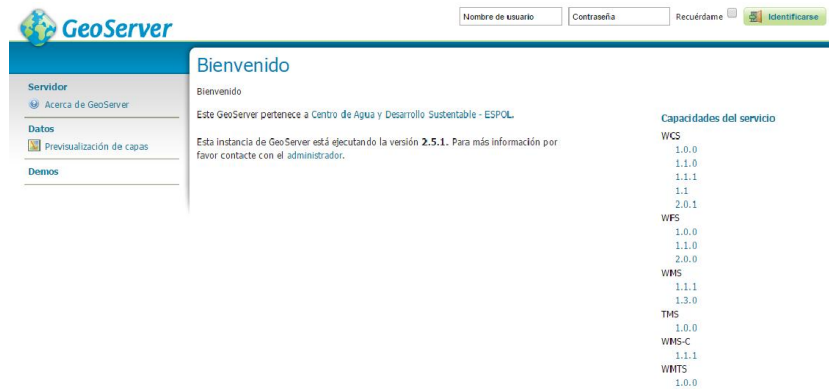 GeoServer
Nombre de usuario
Contraseña
Recuérdame
Identificarse
Servidor
Acerca de GeoServer
Datos
Previsualización de capas
Demos
Bienvenido
Bienvenido
Este GeoServer pertenece a Centro de Agua y Desarrollo Sustentable - ESPOL.
Esta instancia de GeoServer está ejecutando la versión 2.5.1. Para más información por
favor contacte con el administrador.
Capacidades del servicio
WCS
1.0.0
1.1.0
1.1.1
1.1
2.0.1
WFS
1.0.0
1.1.0
2.0.0
WMS
1.1.1
1.3.0
TMS
1.0.0
WMS-C
1.1.1
WMTS
1.0.0